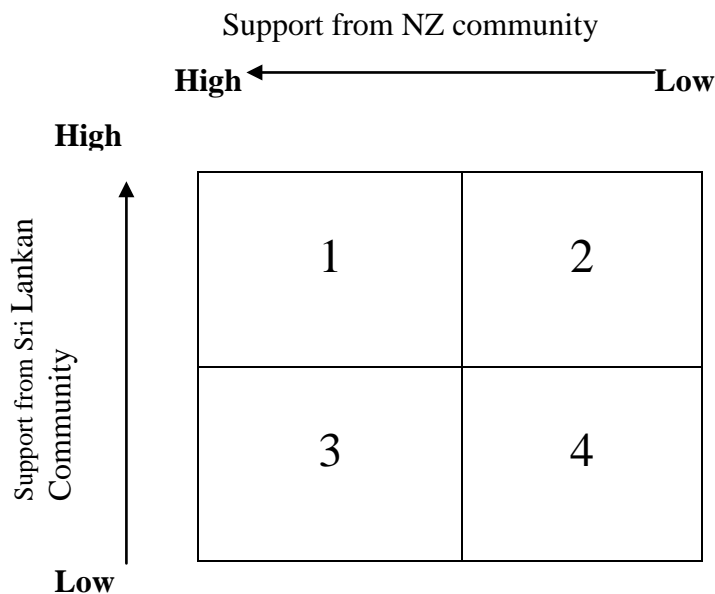 Support from NZ community
High Low
High
Support from Sri Lankan
Community
1 2
3 4
Low